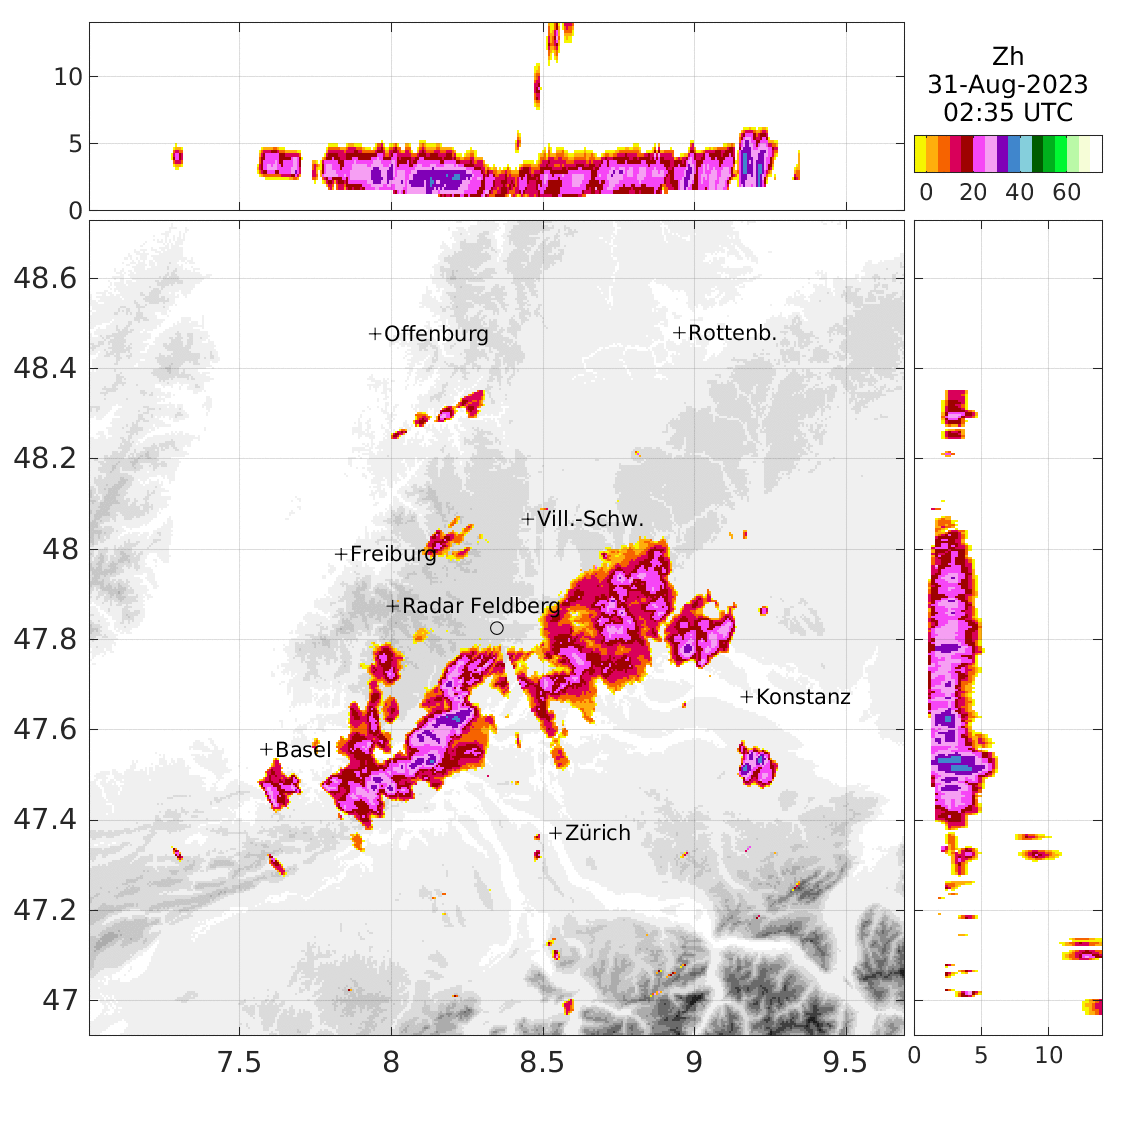 10
5
0
Zh
31-Aug-2023
02:35 UTC
0 20 40 60
48.6
48.4
48.2
48
47.8
47.6
47.4
47.2
47
+Offenburg
+Rottenb.
+Vill.-Schw.
+Freiburg
+Radar Feldberg
+Konstanz
+Basel
+Zürich
7.5 8 8.5 9 9.5
0 5 10